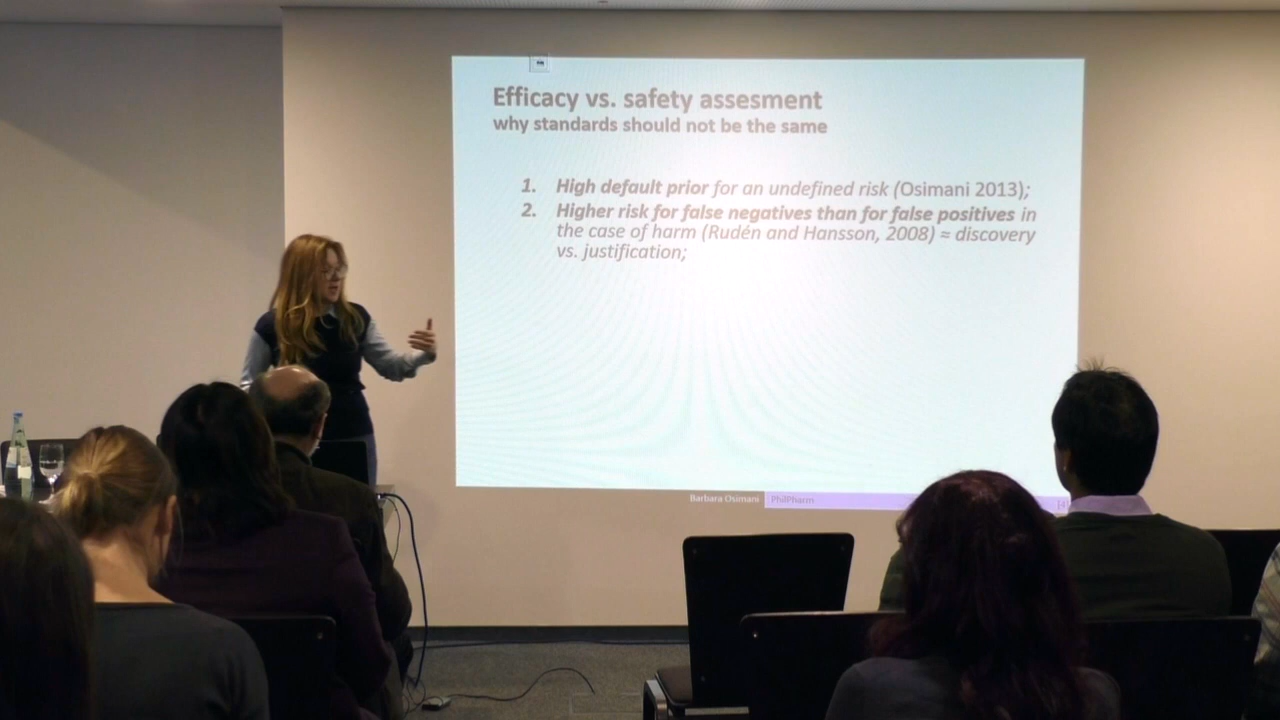 Efficacy vs. safety assesment
why standards should not be the same
1. High default prior for an undefined risk (Osimani 2013);
2. Higher risk for false negatives than for false positives in
the case of harm (Rudén and Hansson, 2008) ≈ discovery
vs. justification;
Barbara Osimani PhilPharm